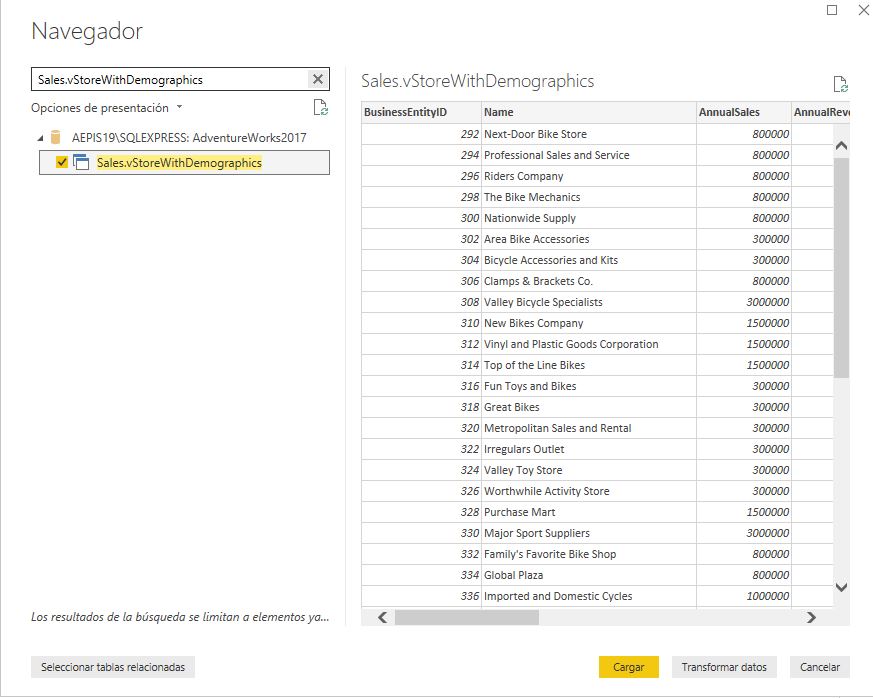 Navegador
Sales.vStoreWithDemographics
Opciones de presentación
AEPIS19\SQLEXPRESS: AdventureWorks2017
Sales.vStoreWithDemographics
Los resultados de la búsqueda se limitan a elementos ya...
Sales.vStoreWithDemographics
BusinessEntityID Name AnnualSales AnnualReve
292 Next-Door Bike Store 800000
294 Professional Sales and Service 800000
296 Riders Company 800000
298 The Bike Mechanics 800000
300 Nationwide Supply 800000
302 Area Bike Accessories 300000
304 Bicycle Accessories and Kits 300000
306 Clamps & Brackets Co. 800000
308 Valley Bicycle Specialists 3000000
310 New Bikes Company 1500000
312 Vinyl and Plastic Goods Corporation 1500000
314 Top of the Line Bikes 1500000
316 Fun Toys and Bikes 300000
318 Great Bikes 300000
320 Metropolitan Sales and Rental 300000
322 Irregulars Outlet 300000
324 Valley Toy Store 300000
326 Worthwhile Activity Store 300000
328 Purchase Mart 1500000
330 Major Sport Suppliers 3000000
332 Family's Favorite Bike Shop 800000
334 Global Plaza 800000
336 Imported and Domestic Cycles 1000000
Seleccionar tablas relacionadas
Cargar
Transformar datos
Cancelar